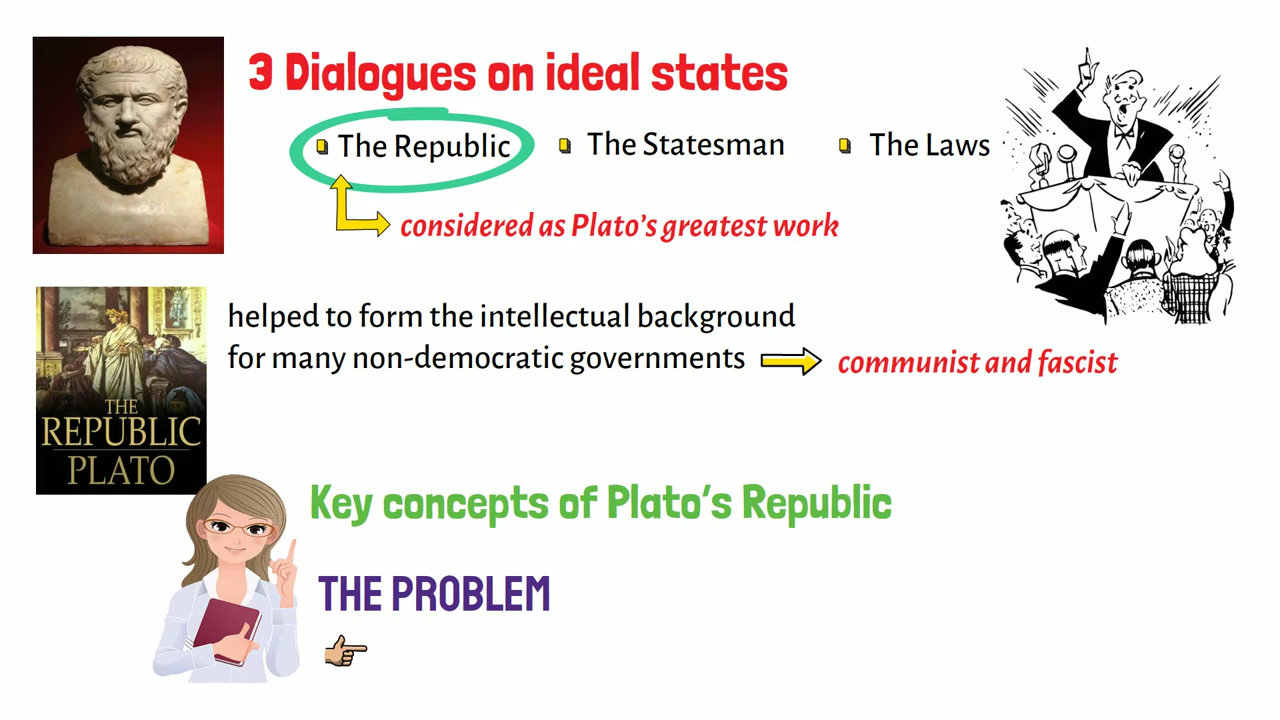 3 Dialogues on ideal states
The Republic
The Statesman
The Laws
considered as Plato's greatest work
helped to form the intellectual background
for many non-democratic governments
communist and fascist
THE
REPUBLIC
PLATO
Key concepts of Plato's Republic
THE PROBLEM